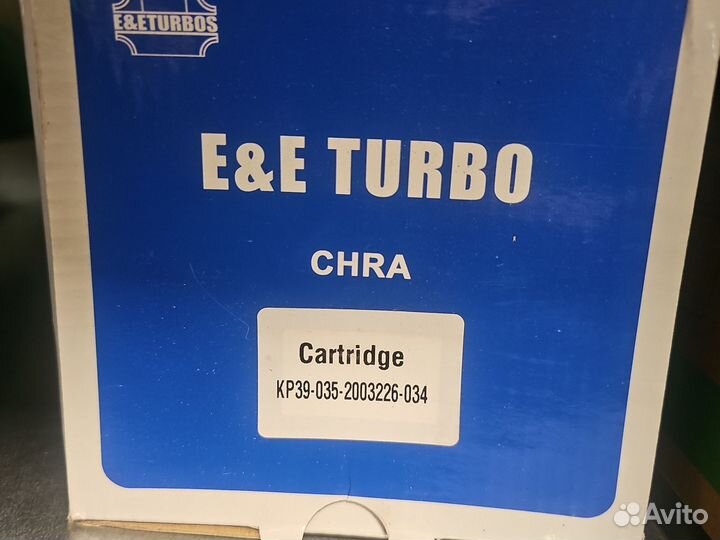 E&ETURBOS
E&E TURBO
CHRA
Cartridge
KP39-035-2003226-034
Avito